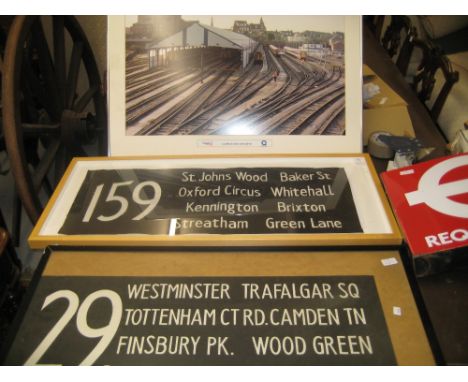 159
St. Johns Wood Baker St
Oxford Circus Whitehall
Kennington Brixton
Streatham Green Lane
29
WESTMINSTER TRAFALGAR SQ
TOTTENHAM CT RD. CAMDEN TN
FINSBURY PK. WOOD GREEN
REQ